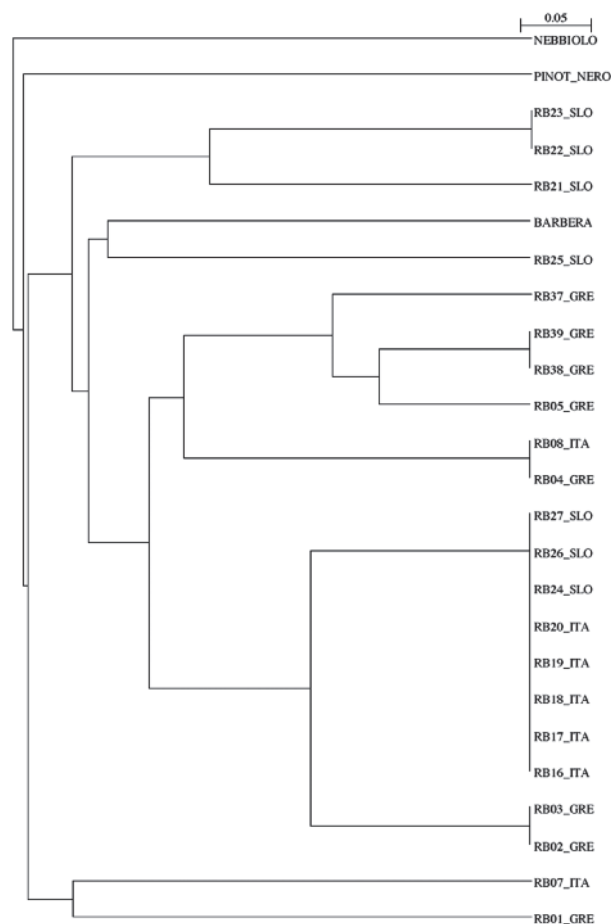 0.05
NEBBIOLO
PINOT_NERO
RB23_SLO
RB22_SLO
RB21_SLO
BARBERA
RB25_SLO
RB37_GRE
RB39_GRE
RB38_GRE
RB05_GRE
RB08_ITA
RB04_GRE
RB27_SLO
RB26_SLO
RB24_SLO
RB20_ITA
RB19_ITA
RB18_ITA
RB17_ITA
RB16_ITA
RB03_GRE
RB02_GRE
RB07_ITA
RB01_GRE